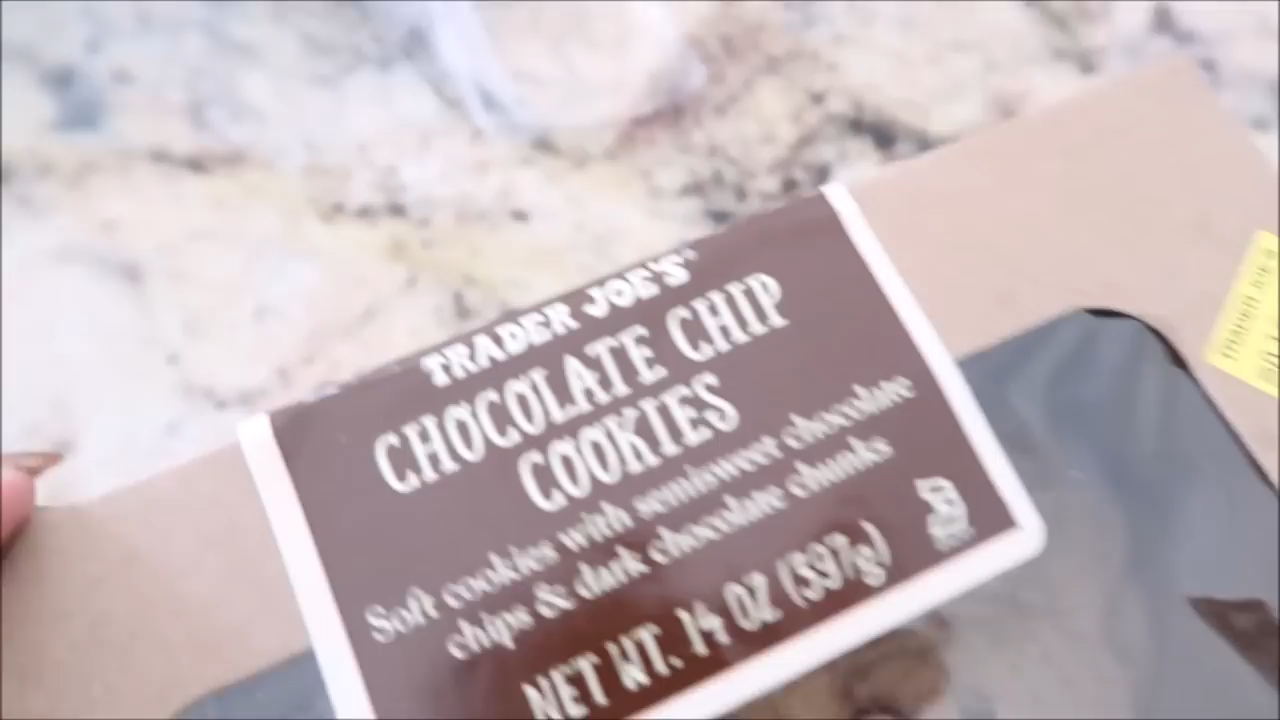 TRADER JOE'S
CHOCOLATE CHIP
COOKIES
Soft cookies with semisweet chocolate
chips & dark chocolate chunks
NET WT. 14 OZ (397g)